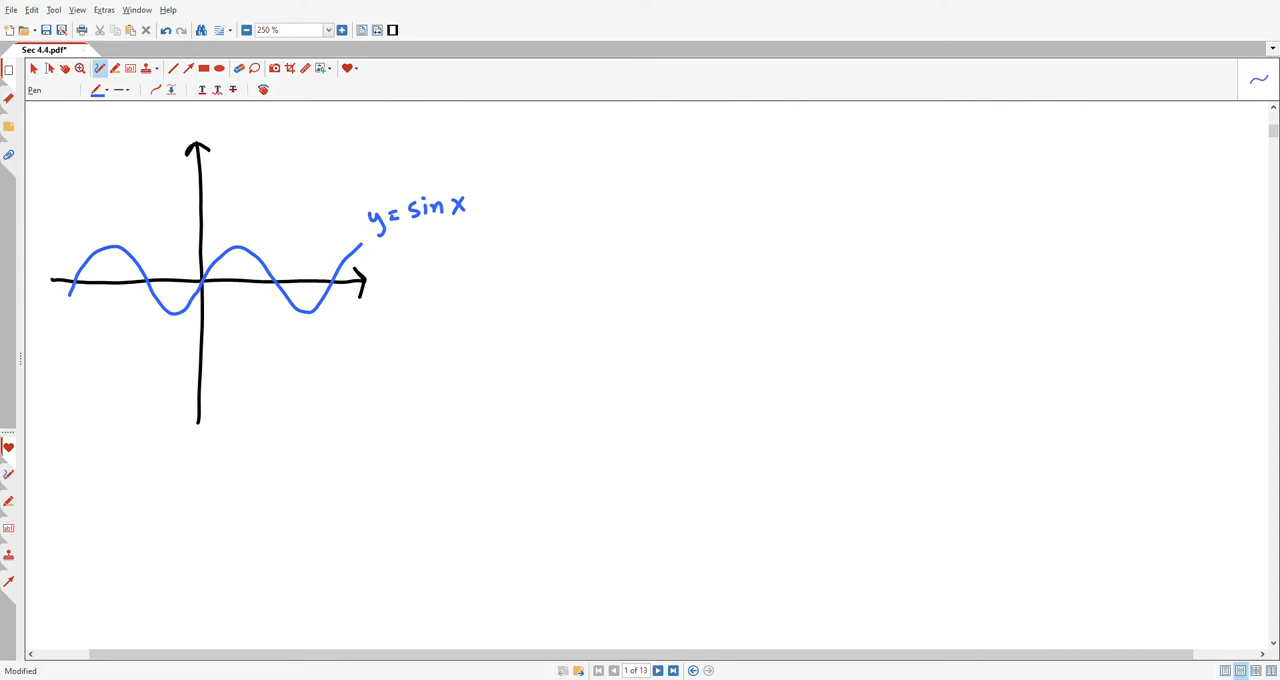 File Edit Tool View Extras Window Help
250 %
Sec 4.4.pdf*
Pen
y = sin x
Modified
1 of 13